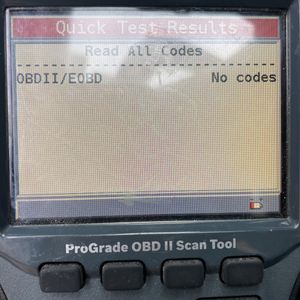 Quick Test Results
Read All Codes
OBDII/EOBD No codes
ProGrade OBD II Scan Tool